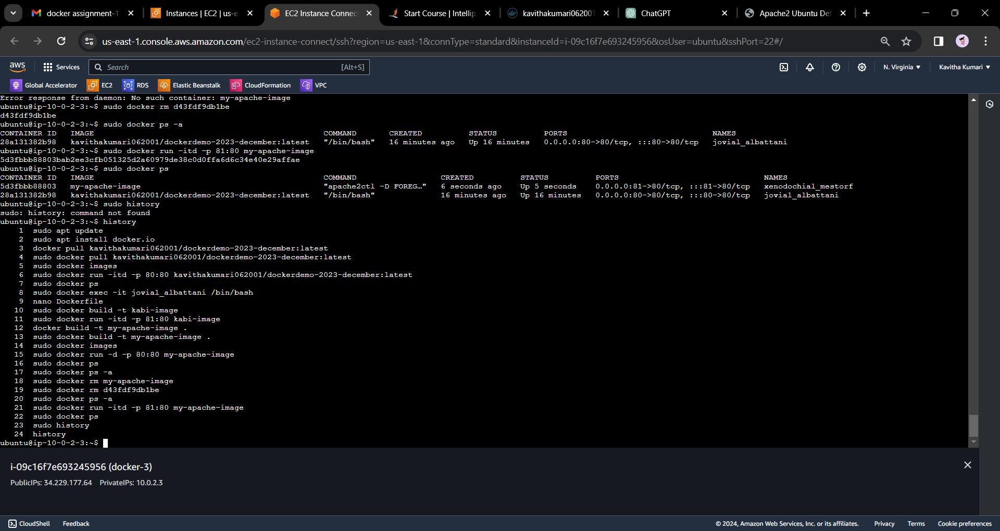 docker assignment-1
Instances | EC2 | us-e
EC2 Instance Connec
Start Course | Intellip
kavithakumari062001
ChatGPT
Apache2 Ubuntu Def
us-east-1.console.aws.amazon.com/ec2-instance-connect/ssh?region=us-east-1&connType=standard&instanceId=i-09c16f7e693245956&osUser=ubuntu&sshPort=22#/
aws Services Search [Alt+S] N. Virginia Kavitha Kumari
Global Accelerator EC2 RDS Elastic Beanstalk CloudFormation VPC
Error response from daemon: No such container: my-apache-image
ubuntu@ip-10-0-2-3:~$ sudo docker rm d43fdf9db1be
d43fdf9db1be
ubuntu@ip-10-0-2-3:~$ sudo docker ps -a
CONTAINER ID IMAGE COMMAND CREATED STATUS PORTS NAMES
28a131382b98 kavithakumari062001/dockerdemo-2023-december:latest "/bin/bash" 16 minutes ago Up 16 minutes 0.0.0.0:80->80/tcp, :::80->80/tcp jovial_albattani
ubuntu@ip-10-0-2-3:~$ sudo docker run -itd -p 81:80 my-apache-image
5d3fbbb88803bab2ee3cfb051325d2a60979de38c0d0ffa6d6c34e40e29affae
ubuntu@ip-10-0-2-3:~$ sudo docker ps
CONTAINER ID IMAGE COMMAND CREATED STATUS PORTS NAMES
5d3fbbb88803 my-apache-image "apache2ctl -D FOREG…" 6 seconds ago Up 5 seconds 0.0.0.0:81->80/tcp, :::81->80/tcp xenodochial_mestorf
28a131382b98 kavithakumari062001/dockerdemo-2023-december:latest "/bin/bash" 16 minutes ago Up 16 minutes 0.0.0.0:80->80/tcp, :::80->80/tcp jovial_albattani
ubuntu@ip-10-0-2-3:~$ sudo history
sudo: history: command not found
ubuntu@ip-10-0-2-3:~$ history
1 sudo apt update
2 sudo apt install docker.io
3 docker pull kavithakumari062001/dockerdemo-2023-december:latest
4 sudo docker pull kavithakumari062001/dockerdemo-2023-december:latest
5 sudo docker images
6 sudo docker run -itd -p 80:80 kavithakumari062001/dockerdemo-2023-december:latest
7 sudo docker ps
8 sudo docker exec -it jovial_albattani /bin/bash
9 nano Dockerfile
10 sudo docker build -t kabi-image
11 sudo docker run -itd -p 81:80 kabi-image
12 docker build -t my-apache-image .
13 sudo docker build -t my-apache-image .
14 sudo docker images
15 sudo docker run -d -p 80:80 my-apache-image
16 sudo docker ps
17 sudo docker ps -a
18 sudo docker rm my-apache-image
19 sudo docker rm d43fdf9db1be
20 sudo docker ps -a
21 sudo docker run -itd -p 81:80 my-apache-image
22 sudo docker ps
23 sudo history
24 history
ubuntu@ip-10-0-2-3:~$
i-09c16f7e693245956 (docker-3)
PublicIPs: 34.229.177.64 PrivateIPs: 10.0.2.3
CloudShell Feedback © 2024, Amazon Web Services, Inc. or its affiliates. Privacy Terms Cookie preferences